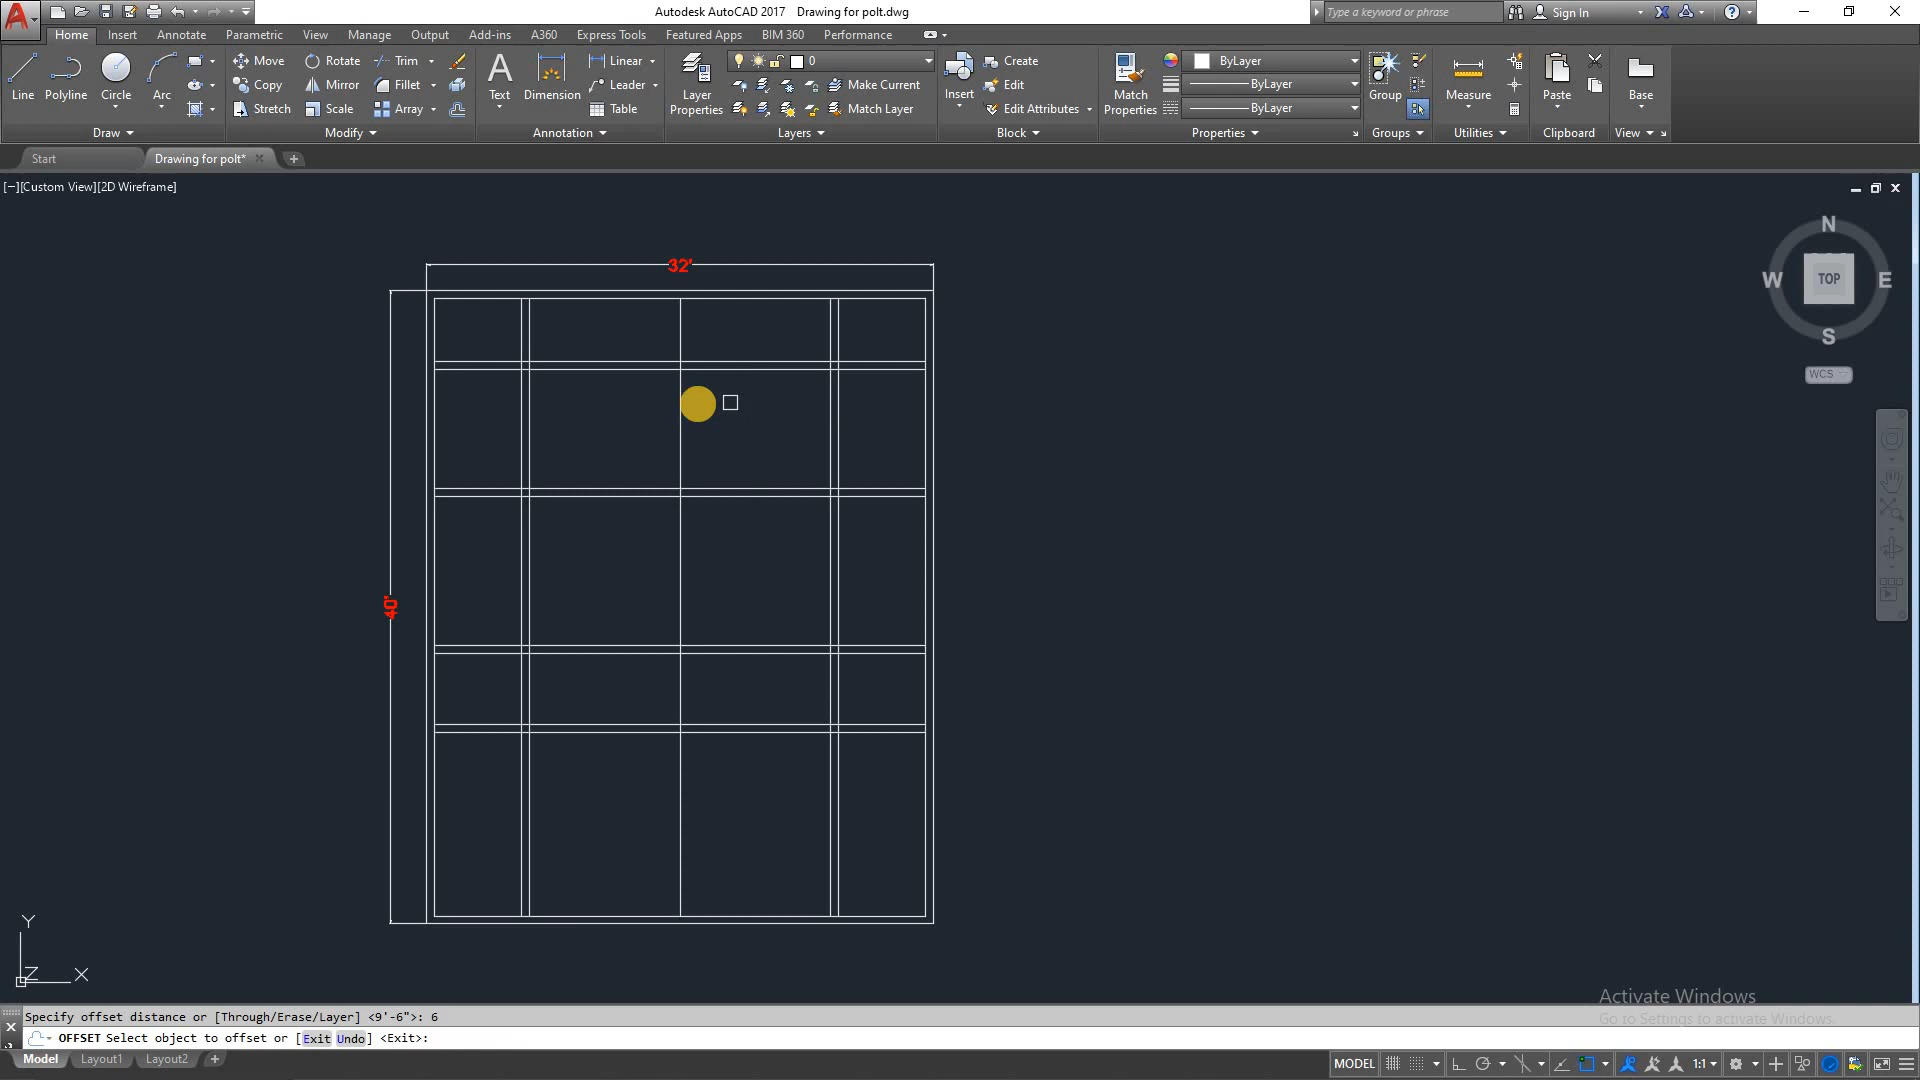 Autodesk AutoCAD 2017 Drawing for polt.dwg
Type a keyword or phrase
Sign In
Home Insert Annotate Parametric View Manage Output Add-ins A360 Express Tools Featured Apps BIM 360 Performance
Line Polyline Circle Arc
Draw
Move Rotate Trim
Copy Mirror Fillet
Stretch Scale Array
Modify
Text Dimension
Linear
Leader
Table
Annotation
Layer Properties
0
Make Current
Match Layer
Layers
Insert
Create
Edit
Edit Attributes
Block
Match Properties
ByLayer
ByLayer
ByLayer
Properties
Group
Groups
Measure
Utilities
Paste
Clipboard
Base
View
Start Drawing for polt*
[−][Custom View][2D Wireframe]
N
W TOP E
S
WCS
32'
40'
Y
Z X
Activate Windows
Go to Settings to activate Windows.
Specify offset distance or [Through/Erase/Layer] <9'-6">: 6
OFFSET Select object to offset or [Exit Undo] <Exit>:
Model Layout1 Layout2
MODEL 1:1